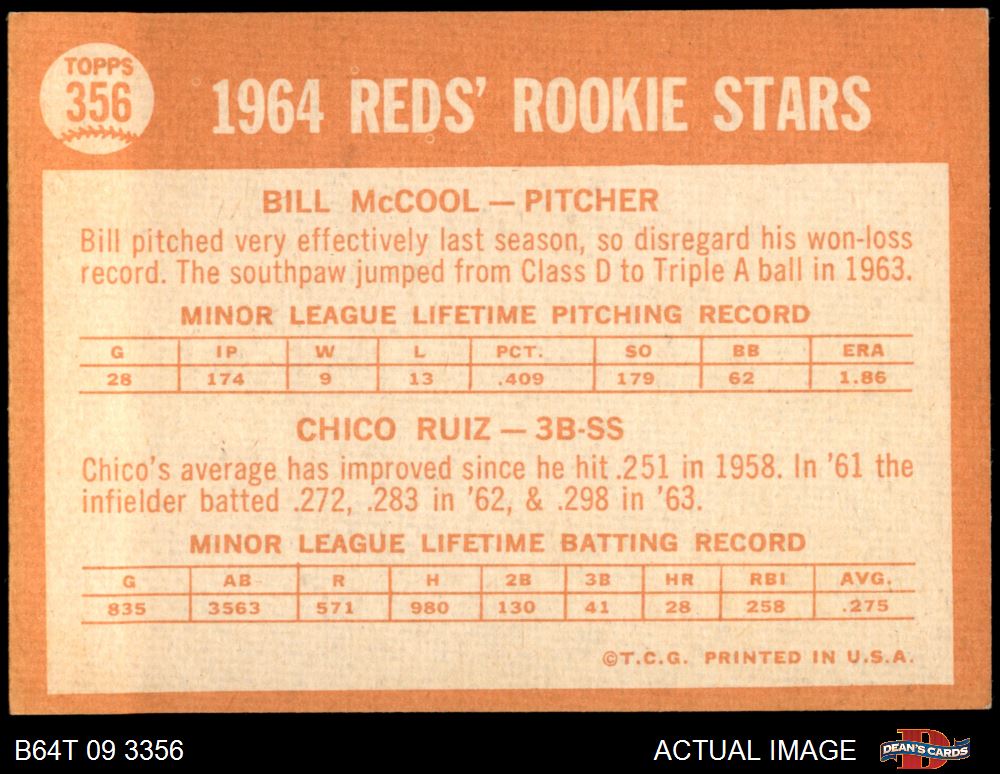 TOPPS
356
1964 REDS' ROOKIE STARS
BILL McCOOL — PITCHER
Bill pitched very effectively last season, so disregard his won-loss
record. The southpaw jumped from Class D to Triple A ball in 1963.
MINOR LEAGUE LIFETIME PITCHING RECORD
G IP W L PCT. SO BB ERA
28 174 9 13 .409 179 62 1.86
CHICO RUIZ — 3B-SS
Chico's average has improved since he hit .251 in 1958. In '61 the
infielder batted .272, .283 in '62, & .298 in '63.
MINOR LEAGUE LIFETIME BATTING RECORD
G AB R H 2B 3B HR RBI AVG.
835 3563 571 980 130 41 28 258 .275
©T.C.G. PRINTED IN U.S.A.
B64T 09 3356
ACTUAL IMAGE
DEAN'S CARDS